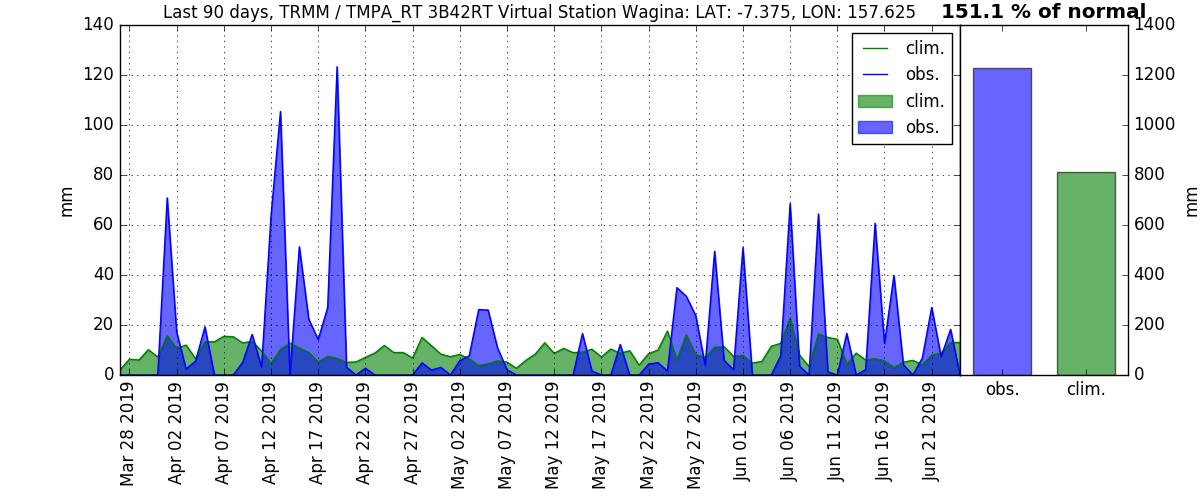 Last 90 days, TRMM / TMPA_RT 3B42RT Virtual Station Wagina: LAT: -7.375, LON: 157.625
151.1 % of normal
mm
140
120
100
80
60
40
20
0
clim.
obs.
clim.
obs.
1400
1200
1000
800
600
400
200
0
mm
Mar 28 2019
Apr 02 2019
Apr 07 2019
Apr 12 2019
Apr 17 2019
Apr 22 2019
Apr 27 2019
May 02 2019
May 07 2019
May 12 2019
May 17 2019
May 22 2019
May 27 2019
Jun 01 2019
Jun 06 2019
Jun 11 2019
Jun 16 2019
Jun 21 2019
obs.
clim.